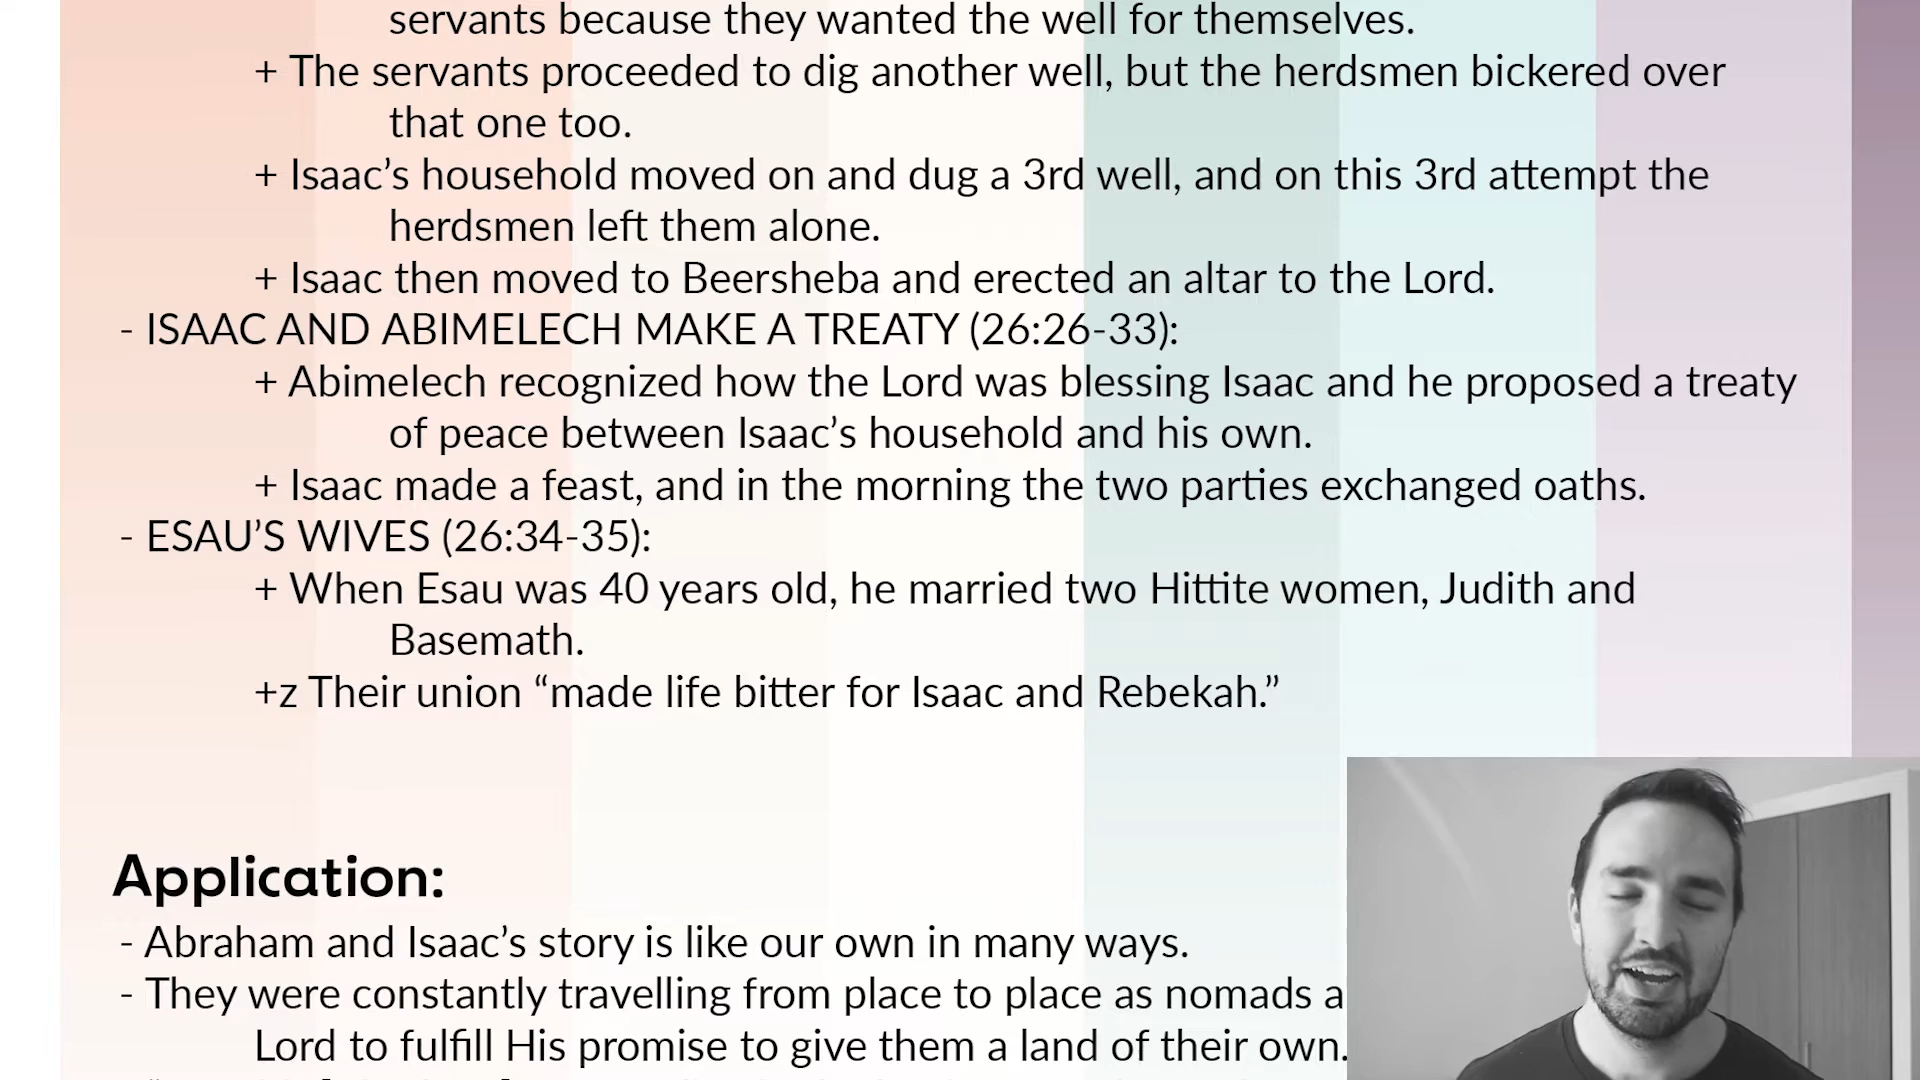 servants because they wanted the well for themselves.
+ The servants proceeded to dig another well, but the herdsmen bickered over
that one too.
+ Isaac’s household moved on and dug a 3rd well, and on this 3rd attempt the
herdsmen left them alone.
+ Isaac then moved to Beersheba and erected an altar to the Lord.
- ISAAC AND ABIMELECH MAKE A TREATY (26:26-33):
+ Abimelech recognized how the Lord was blessing Isaac and he proposed a treaty
of peace between Isaac’s household and his own.
+ Isaac made a feast, and in the morning the two parties exchanged oaths.
- ESAU’S WIVES (26:34-35):
+ When Esau was 40 years old, he married two Hittite women, Judith and
Basemath.
+z Their union “made life bitter for Isaac and Rebekah.”
Application:
- Abraham and Isaac’s story is like our own in many ways.
- They were constantly travelling from place to place as nomads
Lord to fulfill His promise to give them a land of their own.